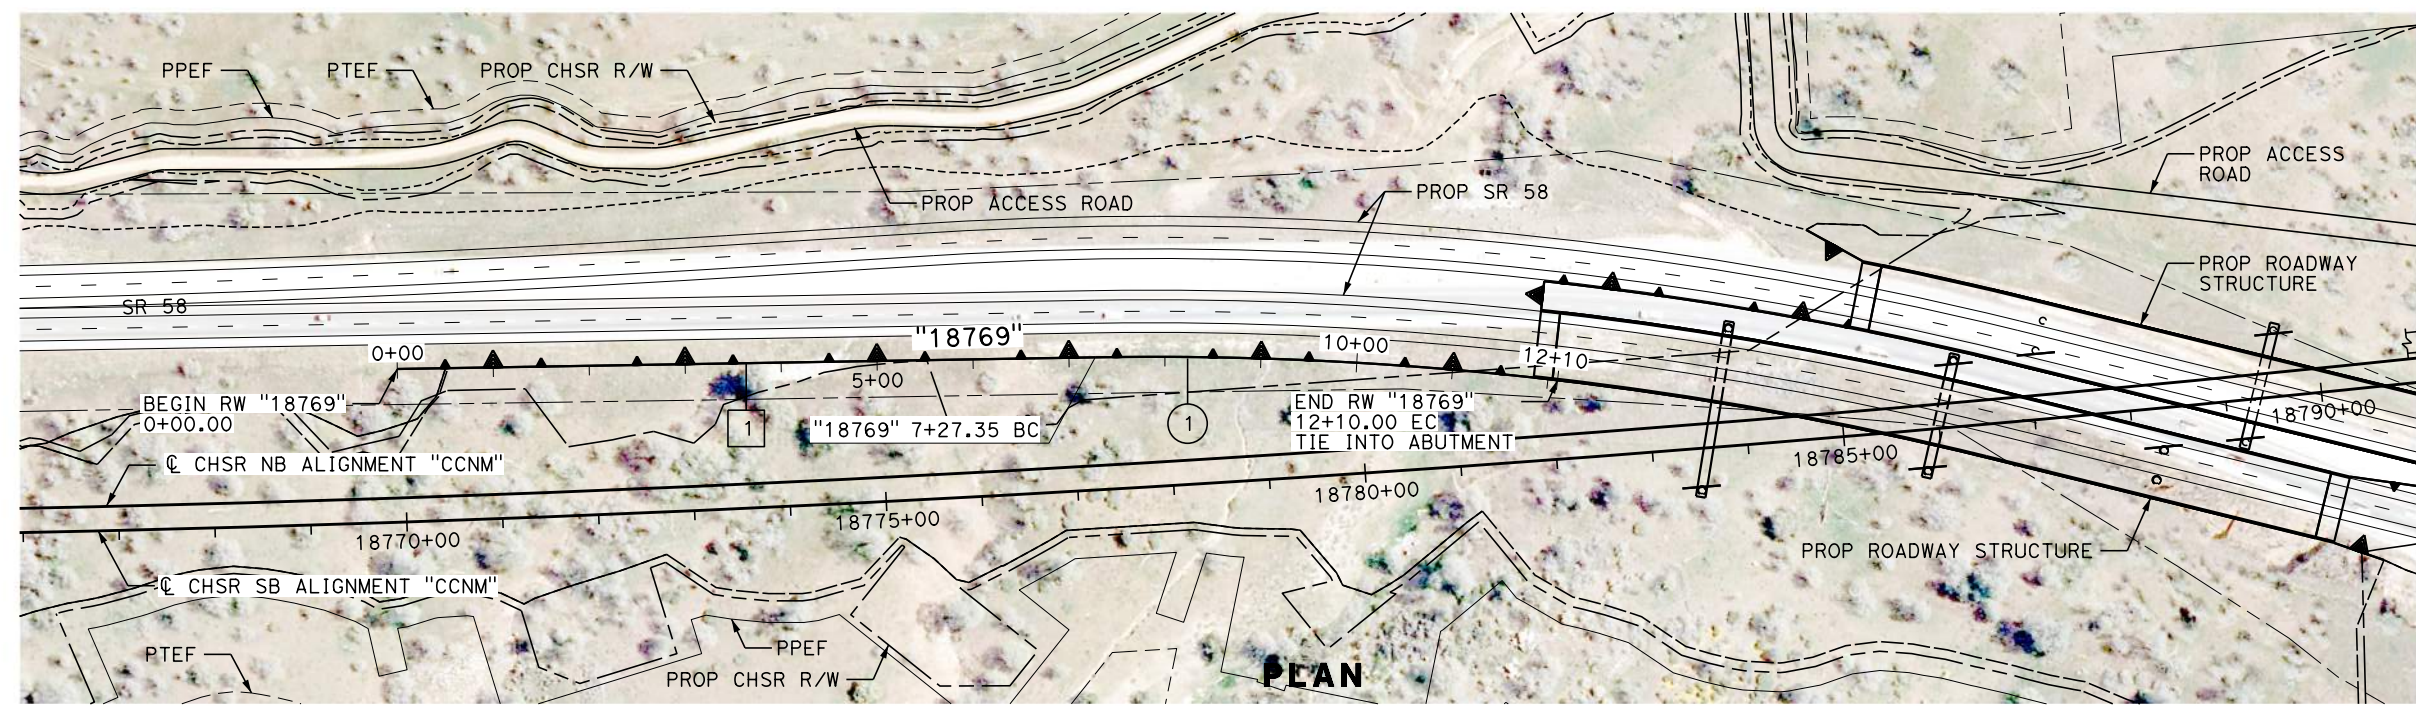 PPEF
PTEF
PROP CHSR R/W
PROP ACCESS
ROAD
PROP SR 58
PROP ACCESS ROAD
PROP ROADWAY
STRUCTURE
SR 58
"18769"
0+00
10+00
12+10
5+00
BEGIN RW "18769"
0+00.00
1
"18769" 7+27.35 BC
1
END RW "18769"
12+10.00 EC
TIE INTO ABUTMENT
18790+00
18785+00
℄ CHSR NB ALIGNMENT "CCNM"
18780+00
18775+00
18770+00
PROP ROADWAY STRUCTURE
℄ CHSR SB ALIGNMENT "CCNM"
PTEF
PPEF
PROP CHSR R/W
PLAN